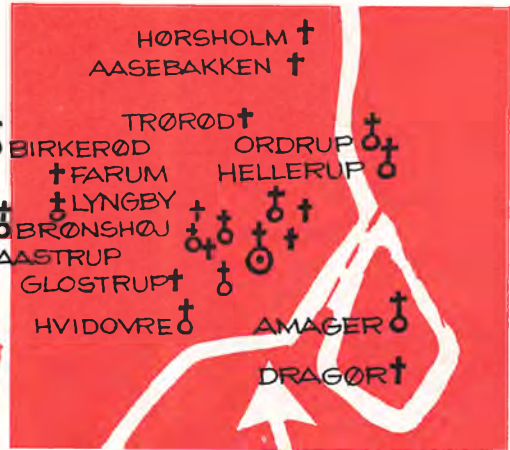 HØRSHOLM
AASEBAKKEN
TRØRØD
BIRKERØD ORDRUP
FARUM HELLERUP
LYNGBY
BRØNSHØJ
AASTRUP
GLOSTRUP
HVIDOVRE AMAGER
DRAGØR